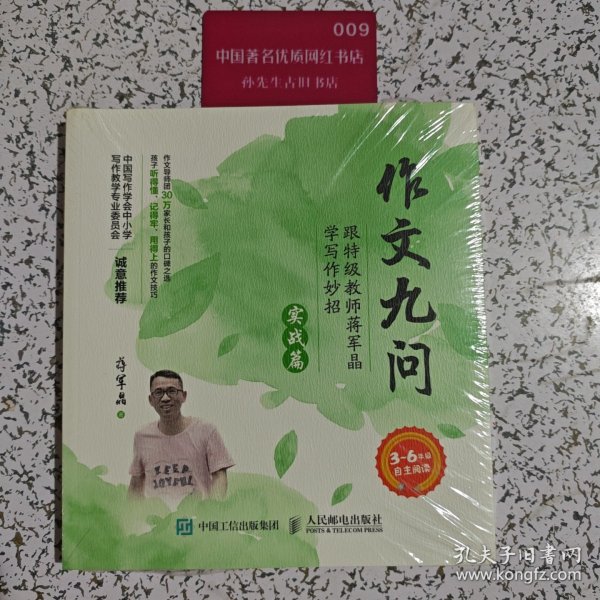 009
中国著名优质网红书店
孙先生古旧书店
作文九问
跟特级教师蒋军晶
学写作妙招
实战篇
作文导师团30万家长和孩子的口碑之选
孩子听得懂、记得牢、用得上的作文技巧
中国写作学会中小学
写作教学专业委员会
诚意推荐
蒋军晶
著
KEEP
JOYFUL
3-6年级
自主阅读
中国工信出版集团
人民邮电出版社
POSTS & TELECOM PRESS
孔夫子旧书网
www.kongfz.com